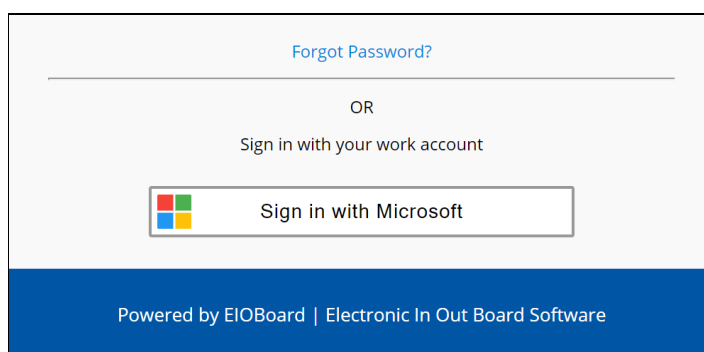 Forgot Password?
OR
Sign in with your work account
Sign in with Microsoft
Powered by EIOBoard | Electronic In Out Board Software